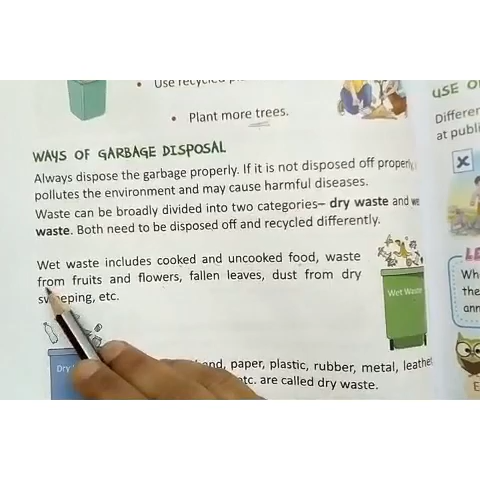 • Use recycled
• Plant more trees.
WAYS OF GARBAGE DISPOSAL
Always dispose the garbage properly. If it is not disposed off properly,
pollutes the environment and may cause harmful diseases.
Waste can be broadly divided into two categories– dry waste and we
waste. Both need to be disposed off and recycled differently.
Wet waste includes cooked and uncooked food, waste
from fruits and flowers, fallen leaves, dust from dry
sweeping, etc.
Wet Waste
Dry
paper, plastic, rubber, metal, leather
etc. are called dry waste.
USE O
Differen
at publi
LE
Wh
the
ann
E